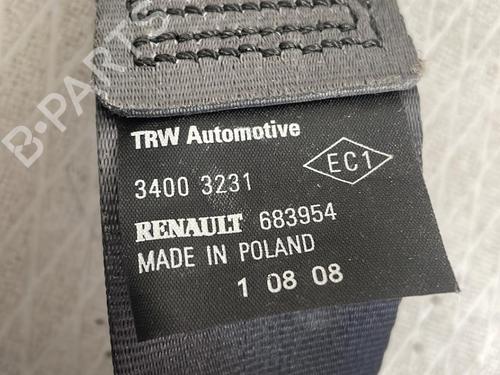 B-PARTS
TRW Automotive
3400 3231
EC1
RENAULT 683954
MADE IN POLAND
1 08 08